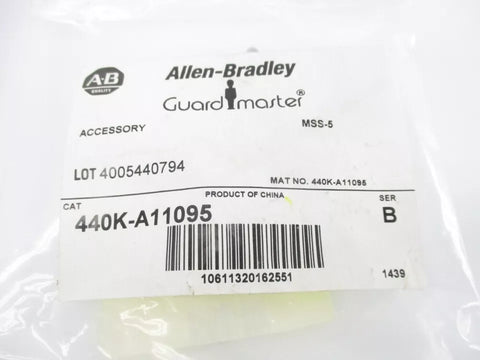 A-B
QUALITY
Allen-Bradley
Guardmaster®
ACCESSORY MSS-5
LOT 4005440794
MAT NO. 440K-A11095
PRODUCT OF CHINA
CAT SER
440K-A11095 B
10611320162551 1439